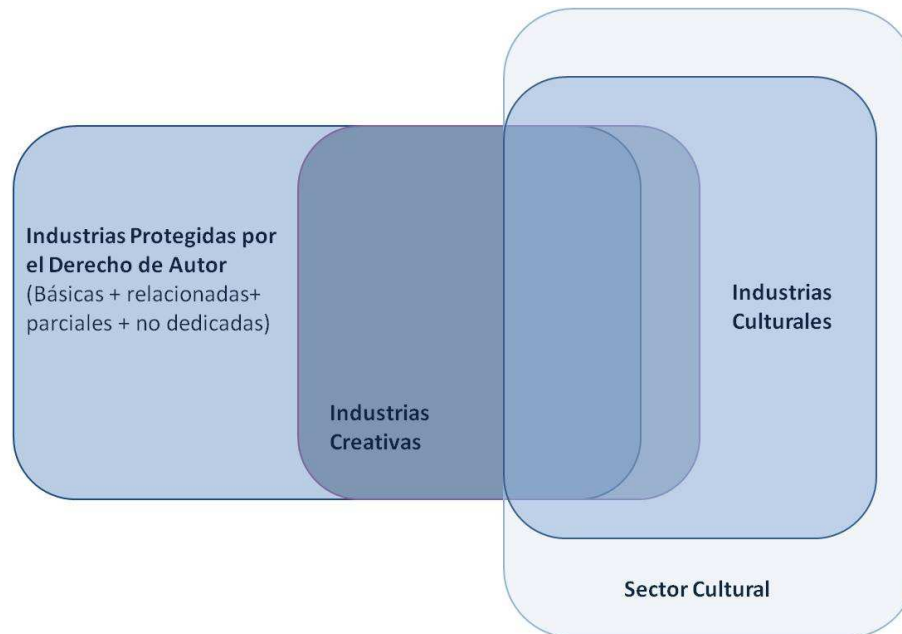 Industrias Protegidas por
el Derecho de Autor
(Básicas + relacionadas+
parciales + no dedicadas)
Industrias
Creativas
Industrias
Culturales
Sector Cultural